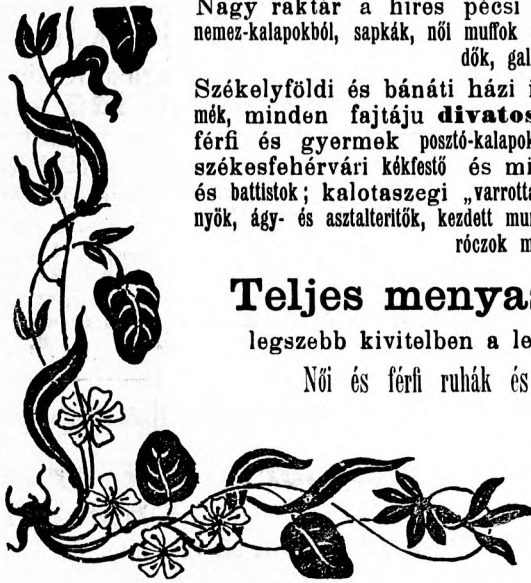 Nagy raktár a híres pécsi
nemez-kalapokból, sapkák, női muffok
dők, gal
Székelyföldi és bánáti házi i
mék, minden fajtáju divatos
férfi és gyermek posztó-kalapok
székesfehérvári kékfestő és mi
és battistok; kalotaszegi „varrotta
nyök, ágy- és asztalteritők, kezdett mun
róczok m
Teljes menyas
legszebb kivitelben a le
Női és férfi ruhák és